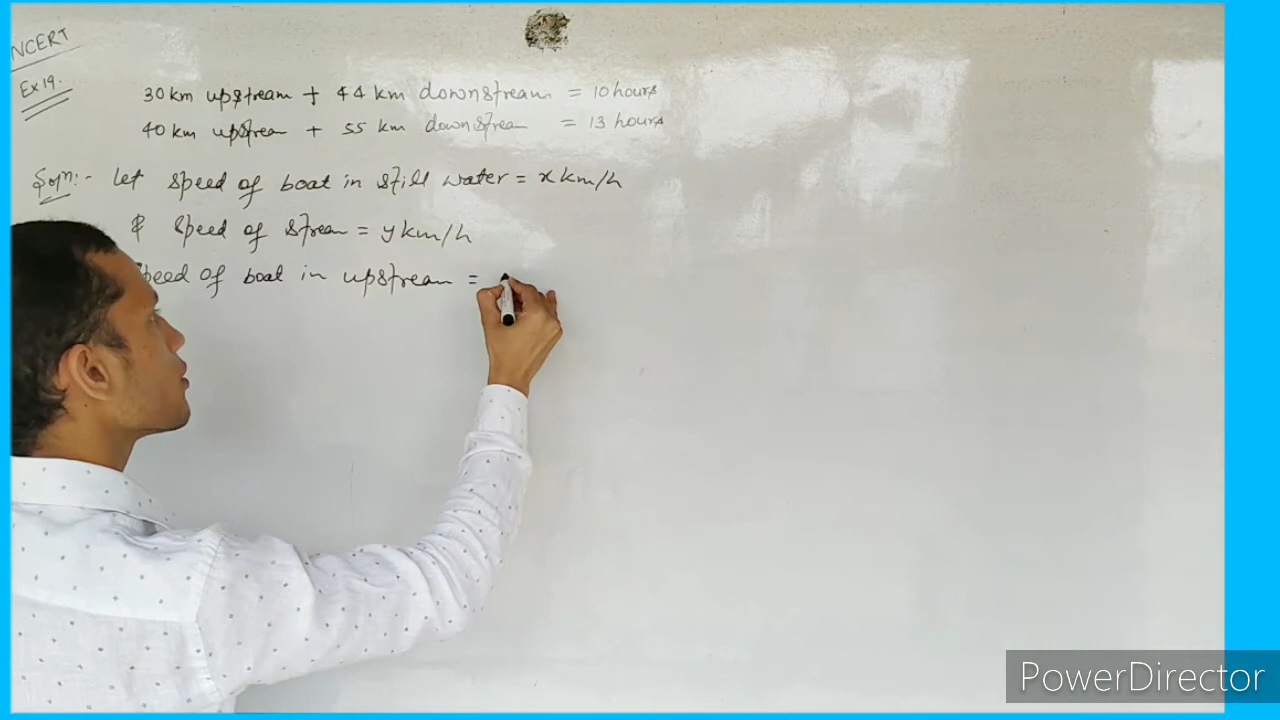 NCERT
Ex 19.
30 km upstream + 44 km downstream = 10 hours
40 km upstream + 55 km downstream = 13 hours
Soln:- Let speed of boat in still water = x km/h
& speed of stream = y km/h
speed of boat in upstream =
PowerDirector